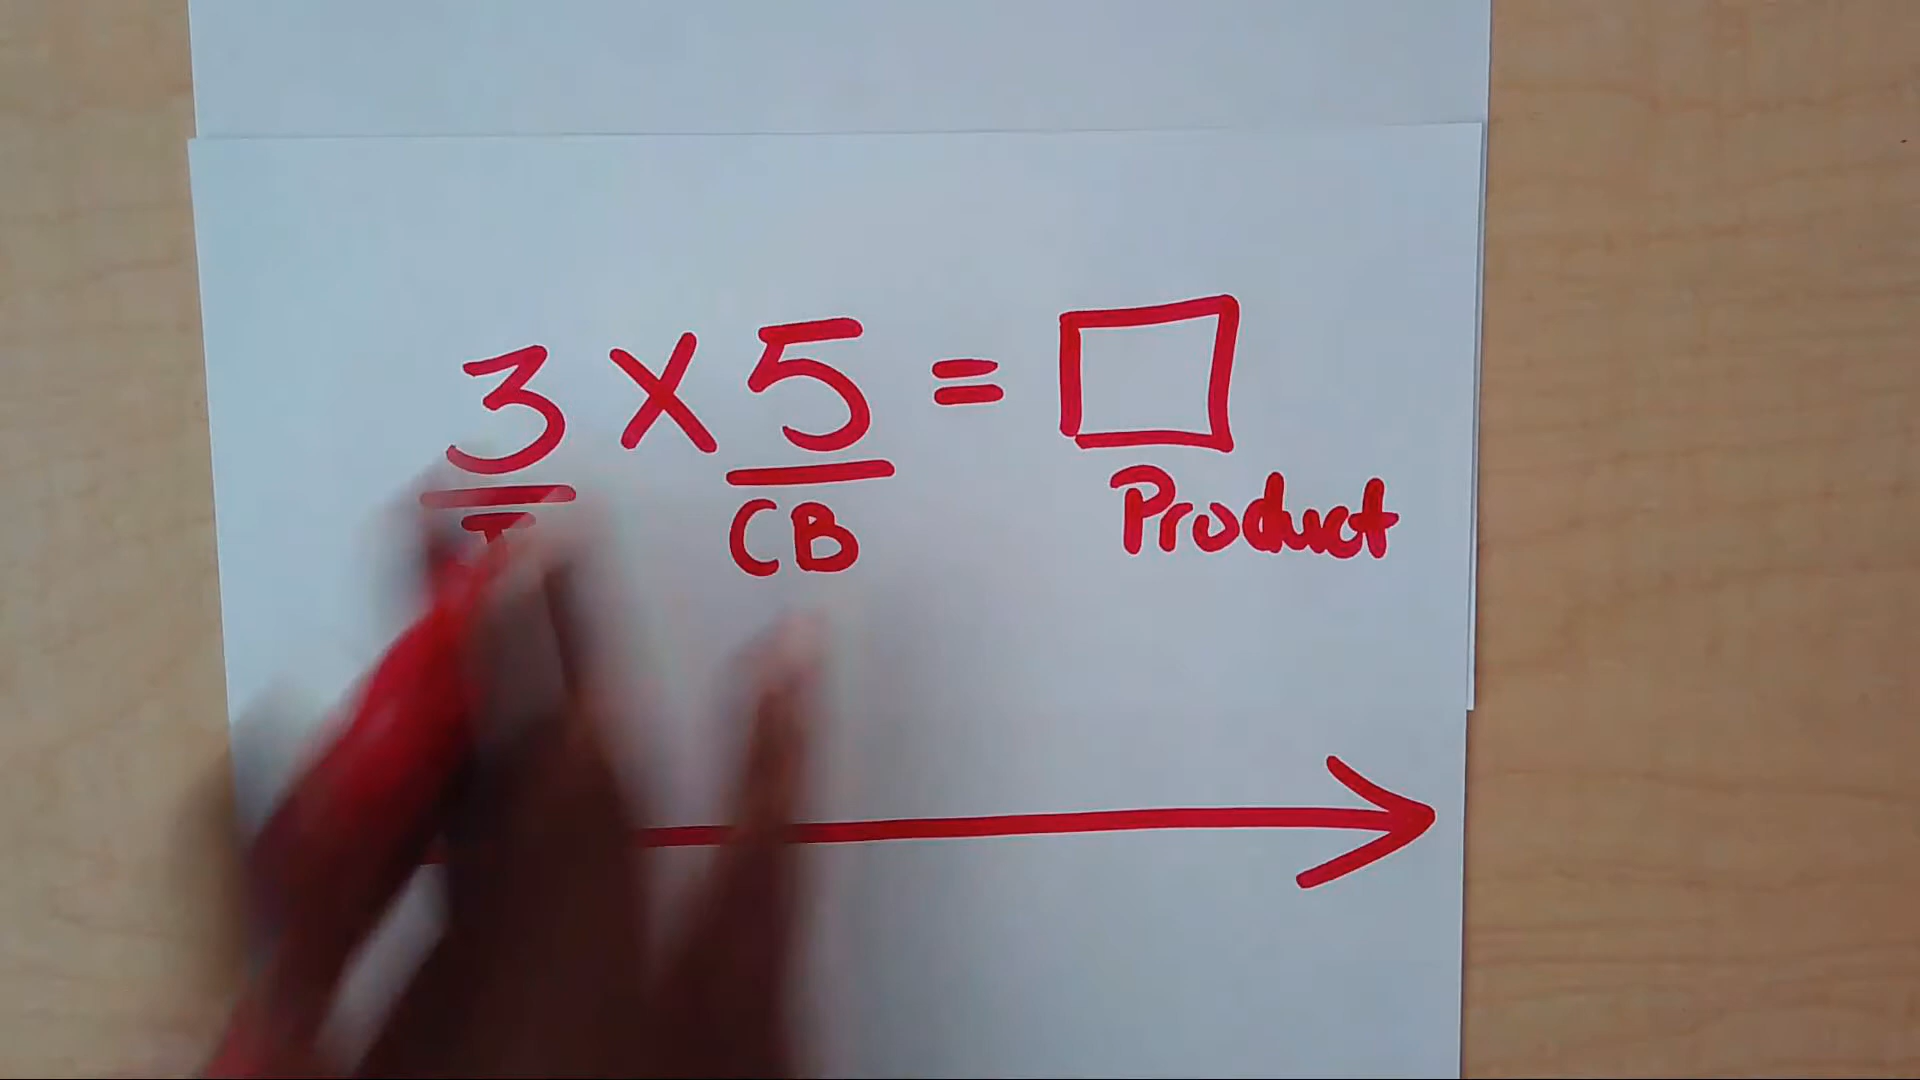 3 × 5 = □
CB Product